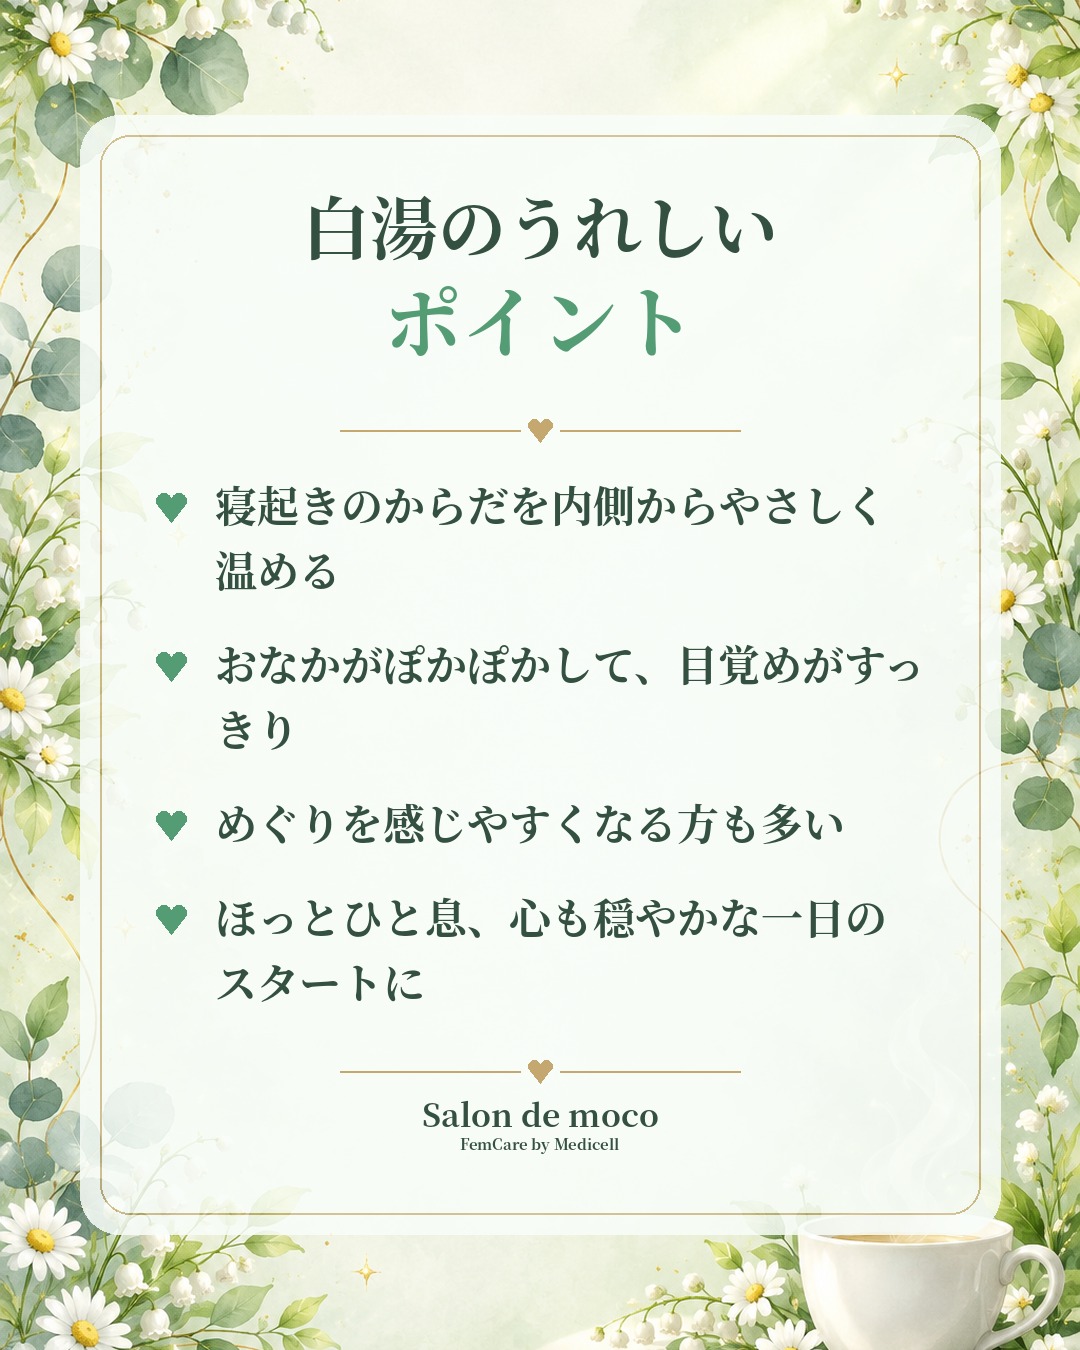 白湯のうれしい
ポイント
寝起きのからだを内側からやさしく
温める
おなかがぽかぽかして、目覚めがすっ
きり
めぐりを感じやすくなる方も多い
ほっとひと息、心も穏やかな一日の
スタートに
Salon de moco
FemCare by Medicell